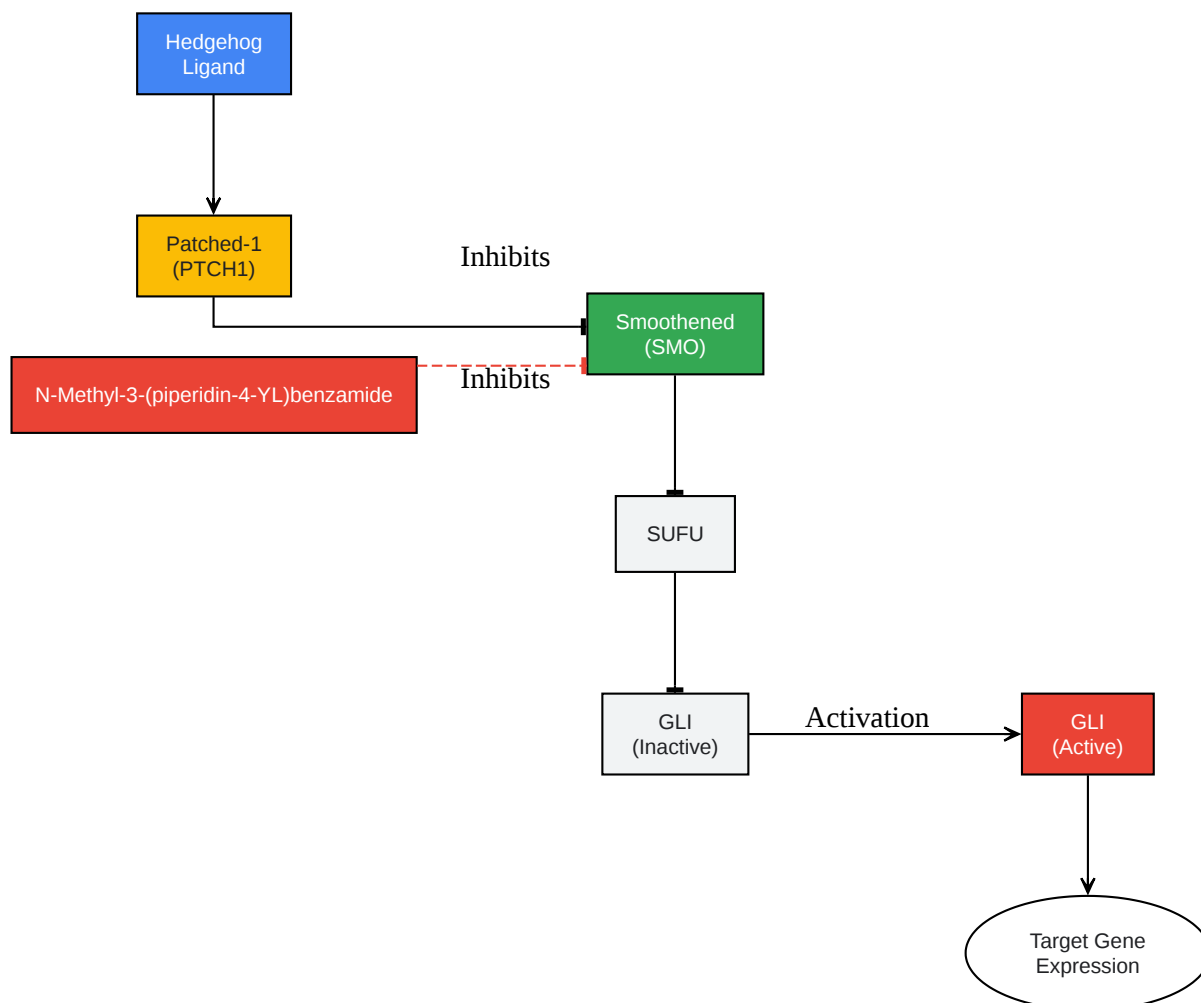 Hedgehog
Ligand
Patched-1
(PTCH1)
Inhibits
Smoothened
(SMO)
N-Methyl-3-(piperidin-4-YL)benzamide
Inhibits
SUFU
GLI
(Inactive)
Activation
GLI
(Active)
Target Gene
Expression